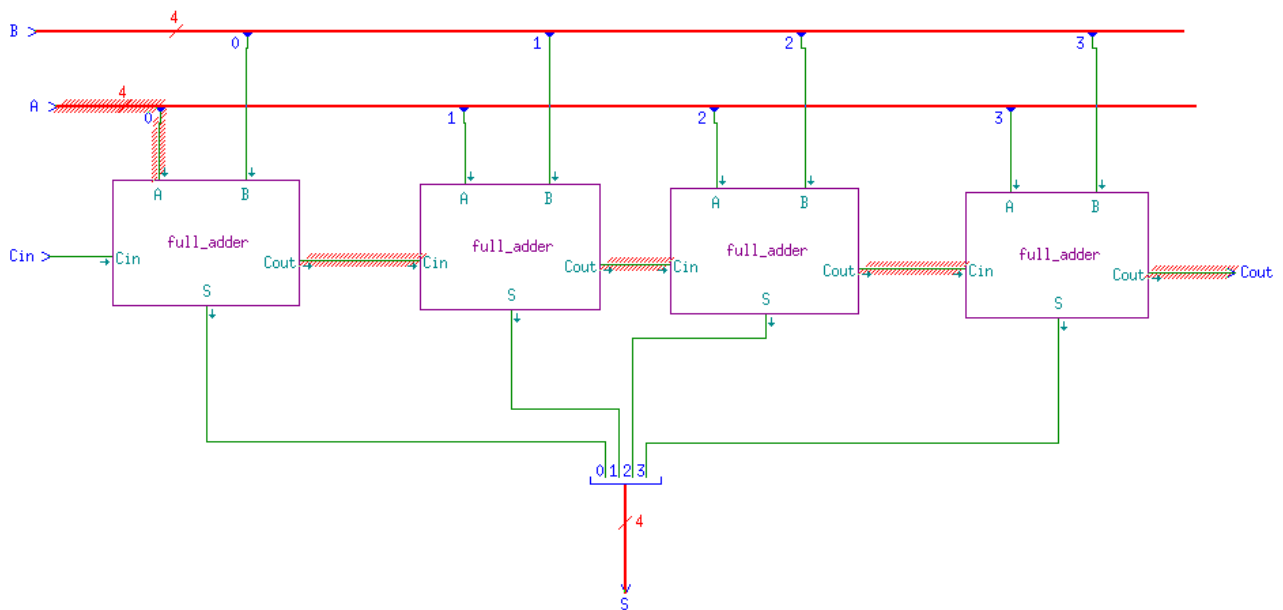 4
B 0 1 2 3
4
A 0 1 2 3
A B A B A B A B
full_adder full_adder full_adder full_adder
Cin Cin Cout Cin Cout Cin Cout Cin Cout Cout
S S S S
0 1 2 3
4
S